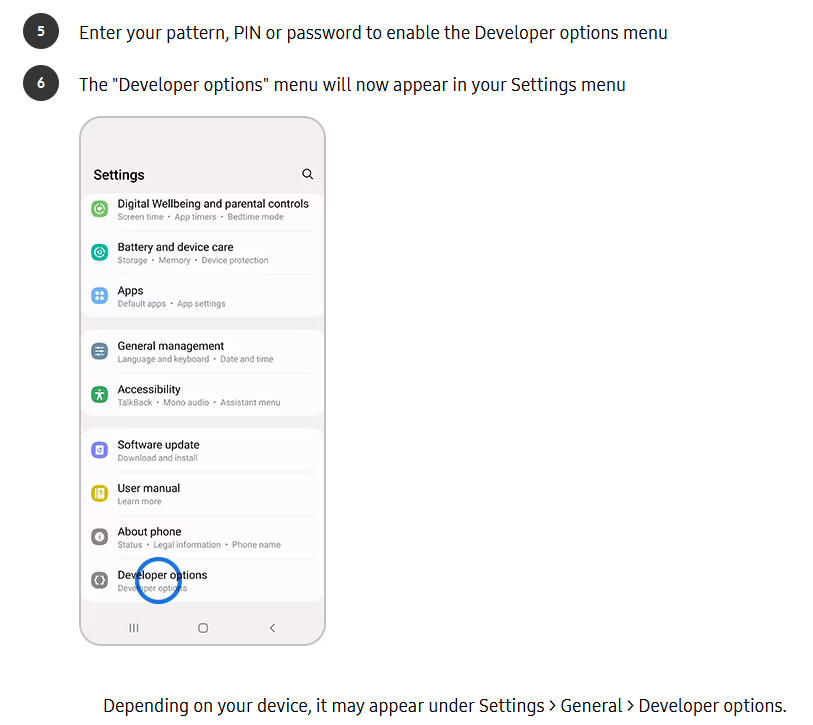 5 Enter your pattern, PIN or password to enable the Developer options menu
6 The "Developer options" menu will now appear in your Settings menu
Settings
Digital Wellbeing and parental controls
Screen time • App timers • Bedtime mode
Battery and device care
Storage • Memory • Device protection
Apps
Default apps • App settings
General management
Language and keyboard • Date and time
Accessibility
TalkBack • Mono audio • Assistant menu
Software update
Download and install
User manual
Learn more
About phone
Status • Legal information • Phone name
Developer options
Developer options
Depending on your device, it may appear under Settings > General > Developer options.